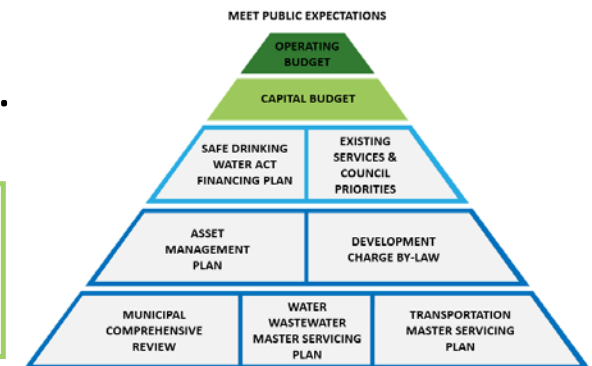 MEET PUBLIC EXPECTATIONS
OPERATING
BUDGET
CAPITAL BUDGET
SAFE DRINKING
WATER ACT
FINANCING PLAN
EXISTING
SERVICES &
COUNCIL
PRIORITIES
ASSET
MANAGEMENT
PLAN
DEVELOPMENT
CHARGE BY-LAW
MUNICIPAL
COMPREHENSIVE
REVIEW
WATER
WASTEWATER
MASTER SERVICING
PLAN
TRANSPORTATION
MASTER SERVICING
PLAN